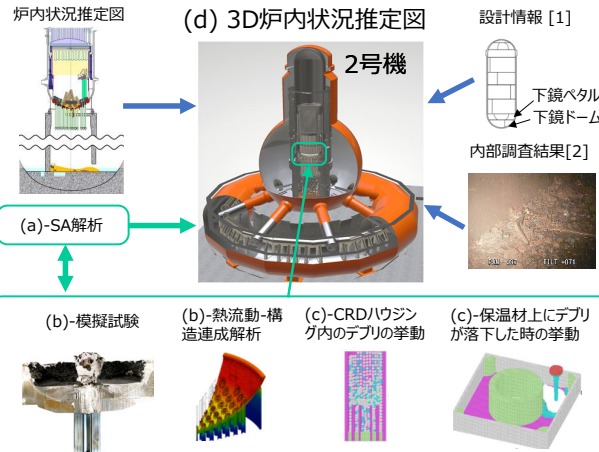 炉内状況推定図
(d) 3D炉内状況推定図
設計情報 [1]
2号機
下鏡ペタル
下鏡ドーム
内部調査結果[2]
(a)-SA解析
(b)-模擬試験
(b)-熱流動-構
造連成解析
(c)-CRDハウジン
グ内のデブリの挙動
(c)-保温材上にデブリ
が落下した時の挙動